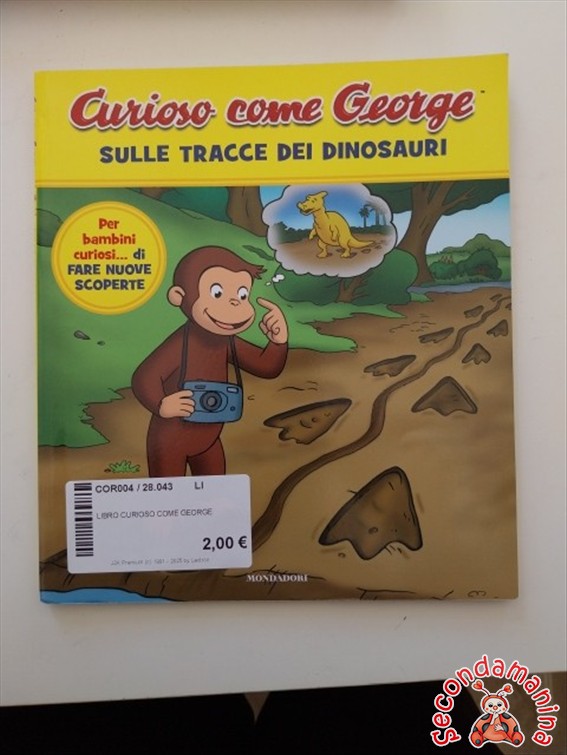 Curioso come George
SULLE TRACCE DEI DINOSAURI
Per
bambini
curiosi... di
FARE NUOVE
SCOPERTE
COR004 / 28.043 LI
LIBRO CURIOSO COME GEORGE
2,00 €
MONDADORI
Secondamanina